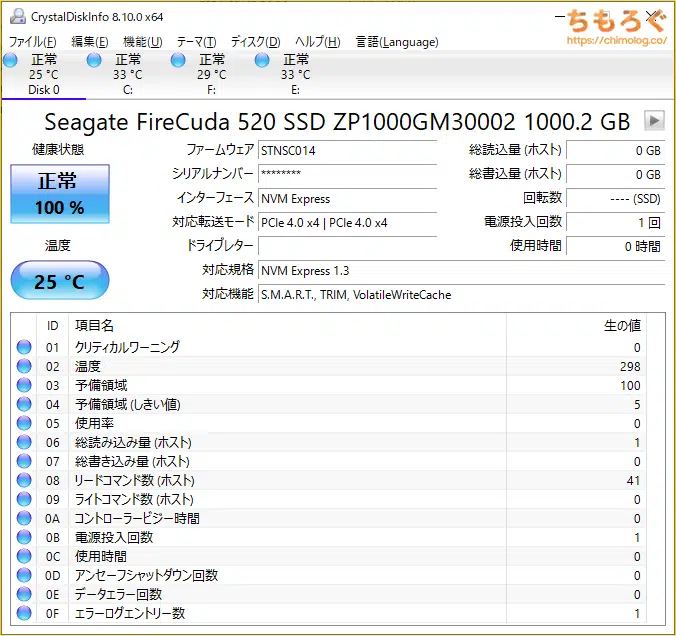 CrystalDiskInfo 8.10.0 x64
ちもろぐ
https://chimolog.co/
ファイル(F) 編集(E) 機能(U) テーマ(T) ディスク(D) ヘルプ(H) 言語(Language)
正常 正常 正常 正常
25 °C 33 °C 29 °C 33 °C
Disk 0 C: F: E:
Seagate FireCuda 520 SSD ZP1000GM30002 1000.2 GB
健康状態
正常
100 %
温度
25 °C
ファームウェア STNSC014
シリアルナンバー ********
インターフェース NVM Express
対応転送モード PCIe 4.0 x4 | PCIe 4.0 x4
ドライブレター
対応規格 NVM Express 1.3
対応機能 S.M.A.R.T., TRIM, VolatileWriteCache
総読込量 (ホスト) 0 GB
総書込量 (ホスト) 0 GB
回転数 ---- (SSD)
電源投入回数 1 回
使用時間 0 時間
ID 項目名 生の値
01 クリティカルワーニング 0
02 温度 298
03 予備領域 100
04 予備領域 (しきい値) 5
05 使用率 0
06 総読み込み量 (ホスト) 1
07 総書き込み量 (ホスト) 0
08 リードコマンド数 (ホスト) 41
09 ライトコマンド数 (ホスト) 0
0A コントローラービジー時間 0
0B 電源投入回数 1
0C 使用時間 0
0D アンセーフシャットダウン回数 0
0E データエラー回数 0
0F エラーログエントリー数 1